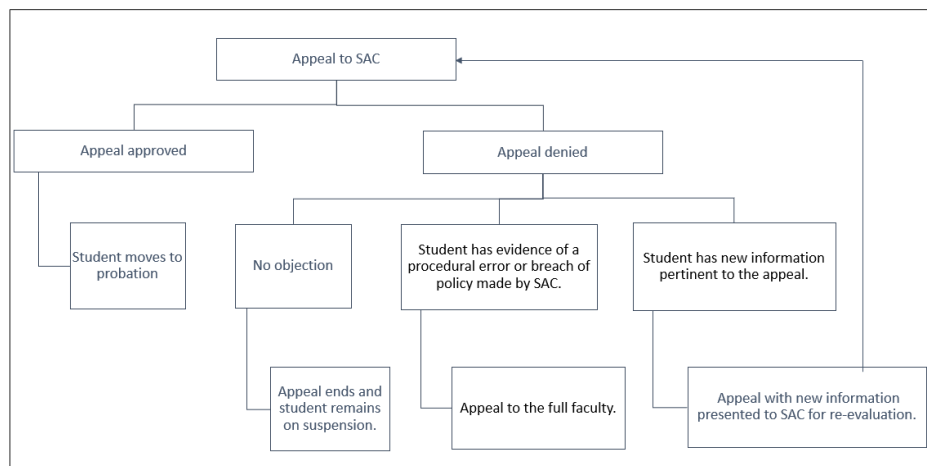 Appeal to SAC
Appeal approved
Appeal denied
Student moves to
probation
No objection
Student has evidence of a
procedural error or breach of
policy made by SAC.
Student has new information
pertinent to the appeal.
Appeal ends and
student remains
on suspension.
Appeal to the full faculty.
Appeal with new information
presented to SAC for re-evaluation.